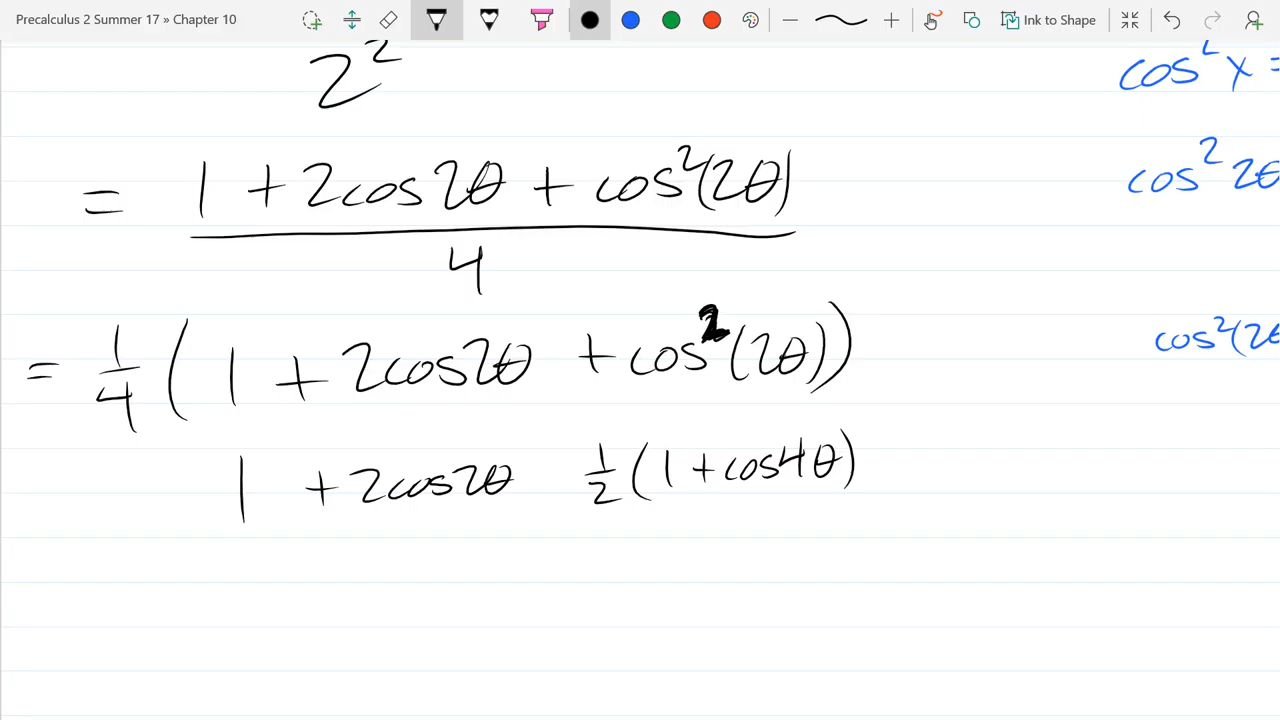 Precalculus 2 Summer 17 » Chapter 10
Ink to Shape
2²
cos²x =
= 1 + 2cos2θ + cos²(2θ)
4
cos²2θ
= 1/4 (1 + 2cos2θ + cos²(2θ))
cos²(2θ
1 + 2cos2θ 1/2(1 + cos4θ)